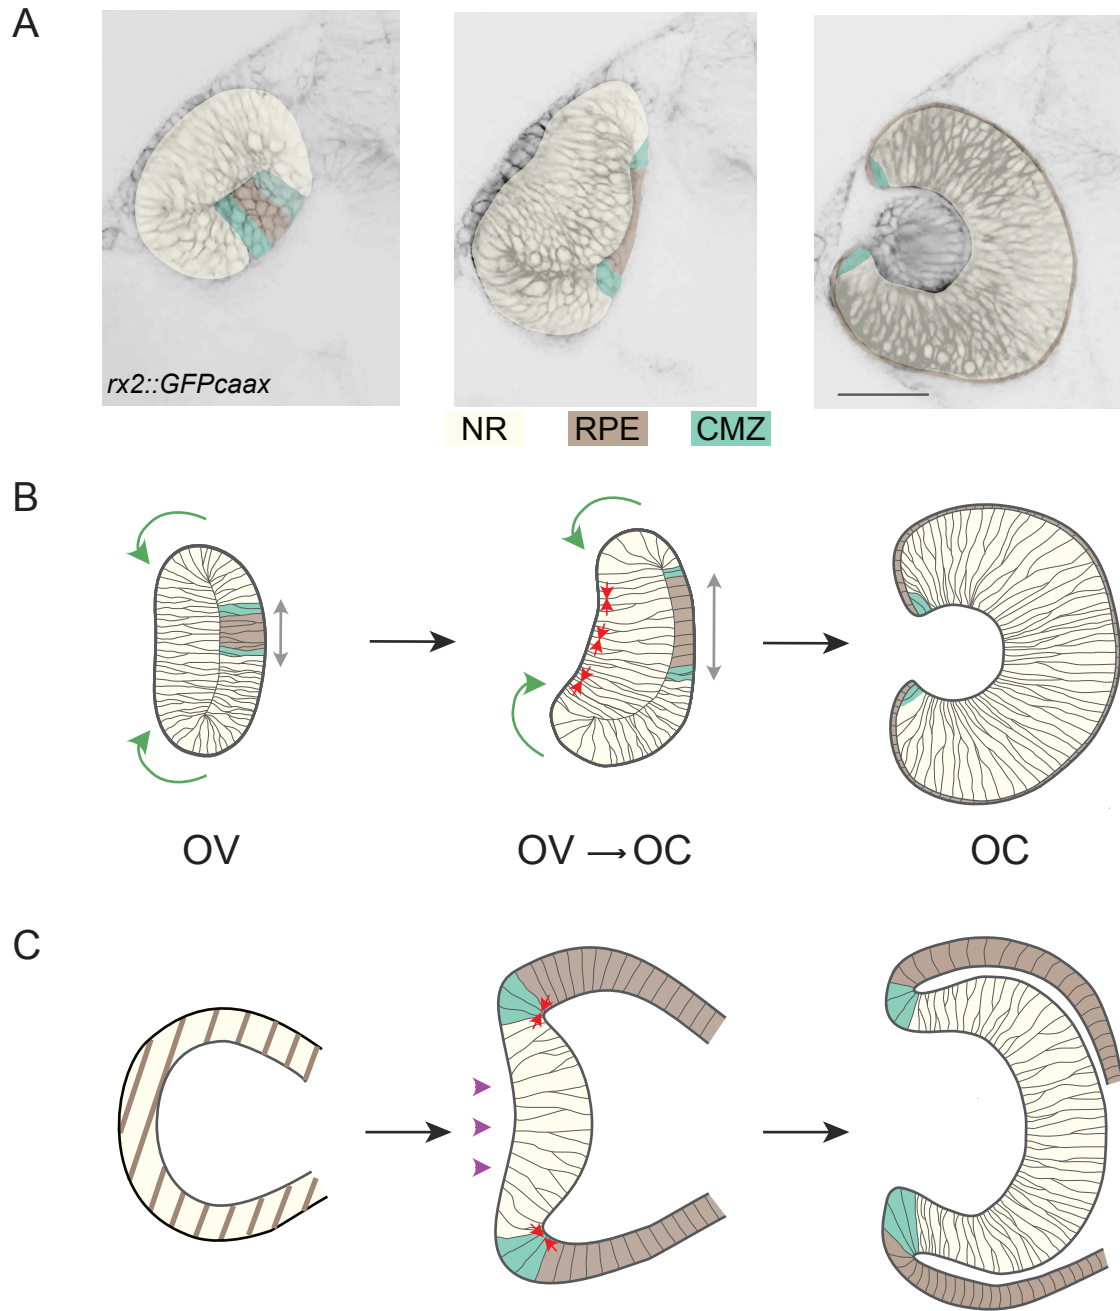 A
rx2::GFPcaax
NR RPE CMZ
B
OV OV → OC OC
C